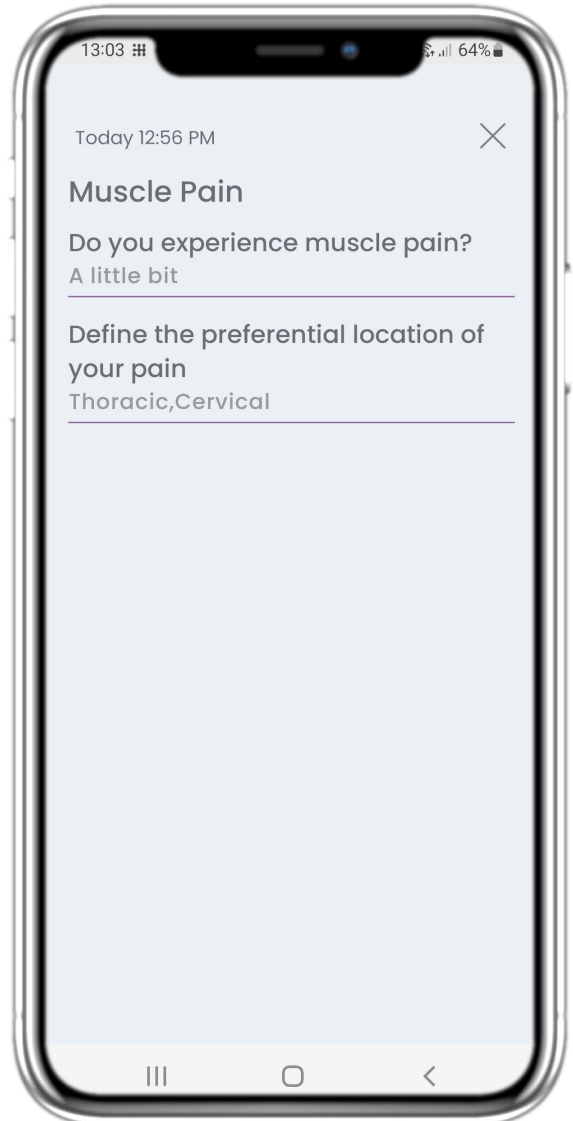 13:03 64%
Today 12:56 PM
Muscle Pain
Do you experience muscle pain?
A little bit
Define the preferential location of
your pain
Thoracic,Cervical